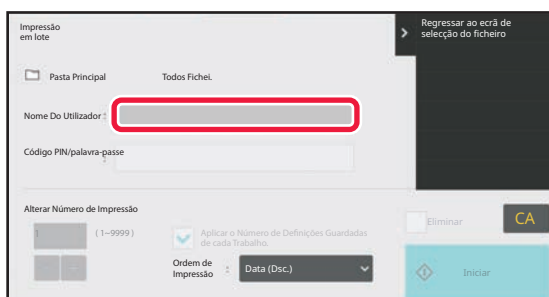 Impressão
em lote
Regressar ao ecrã de
selecção do ficheiro
Pasta Principal
Todos Fichei.
Nome Do Utilizador :
Código PIN/palavra-passe
:
Alterar Número de Impressão
1
(1~9999)
Aplicar o Número de Definições Guardadas
de cada Trabalho.
Ordem de
Impressão : Data (Dsc.)
Eliminar
CA
Iniciar